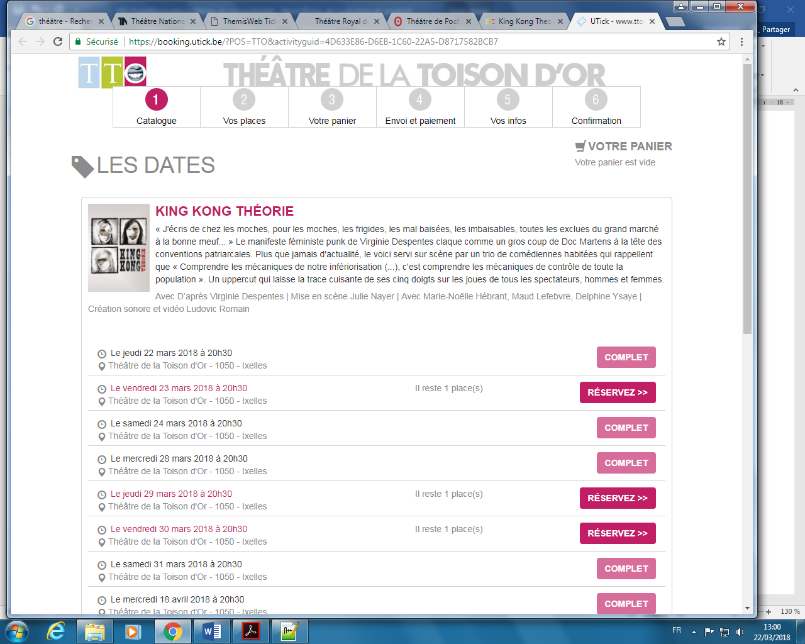 théâtre - Reche
Théâtre Nationa
ThemisWeb Tick
Théâtre Royal d
Théâtre de Poch
King Kong Theo
UTick - www.tto
Partager
Sécurisé
https://booking.utick.be/?POS=TTO&activityguid=4D633E86-D6EB-1C60-22A5-D8717582BCB7
TTO
THÉÂTRE DE LA TOISON D'OR
1 2 3 4 5 6
Catalogue Vos places Votre panier Envoi et paiement Vos infos Confirmation
LES DATES
VOTRE PANIER
Votre panier est vide
KING KONG THÉORIE
« J'écris de chez les moches, pour les moches, les frigides, les mal baisées, les imbaisables, toutes les exclues du grand marché
à la bonne meuf... » Le manifeste féministe punk de Virginie Despentes claque comme un gros coup de Doc Martens à la tête des
conventions patriarcales. Plus que jamais d'actualité, le voici servi sur scène par un trio de comédiennes habitées qui rappellent
que « Comprendre les mécaniques de notre infériorisation (...), c'est comprendre les mécaniques de contrôle de toute la
population ». Un uppercut qui laisse la trace cuisante de ses cinq doigts sur les joues de tous les spectateurs, hommes et femmes.
Avec D'après Virginie Despentes | Mise en scène Julie Nayer | Avec Marie-Noëlle Hébrant, Maud Lefebvre, Delphine Ysaye |
Création sonore et vidéo Ludovic Romain
KING
KONG
Le jeudi 22 mars 2018 à 20h30
Théâtre de la Toison d'Or - 1050 - Ixelles
COMPLET
Le vendredi 23 mars 2018 à 20h30
Théâtre de la Toison d'Or - 1050 - Ixelles
Il reste 1 place(s)
RÉSERVEZ >>
Le samedi 24 mars 2018 à 20h30
Théâtre de la Toison d'Or - 1050 - Ixelles
COMPLET
Le mercredi 28 mars 2018 à 20h30
Théâtre de la Toison d'Or - 1050 - Ixelles
COMPLET
Le jeudi 29 mars 2018 à 20h30
Théâtre de la Toison d'Or - 1050 - Ixelles
Il reste 1 place(s)
RÉSERVEZ >>
Le vendredi 30 mars 2018 à 20h30
Théâtre de la Toison d'Or - 1050 - Ixelles
Il reste 1 place(s)
RÉSERVEZ >>
Le samedi 31 mars 2018 à 20h30
Théâtre de la Toison d'Or - 1050 - Ixelles
COMPLET
Le mercredi 18 avril 2018 à 20h30
Théâtre de la Toison d'Or - 1050 - Ixelles
COMPLET
130 %
FR
13:00
22/03/2018